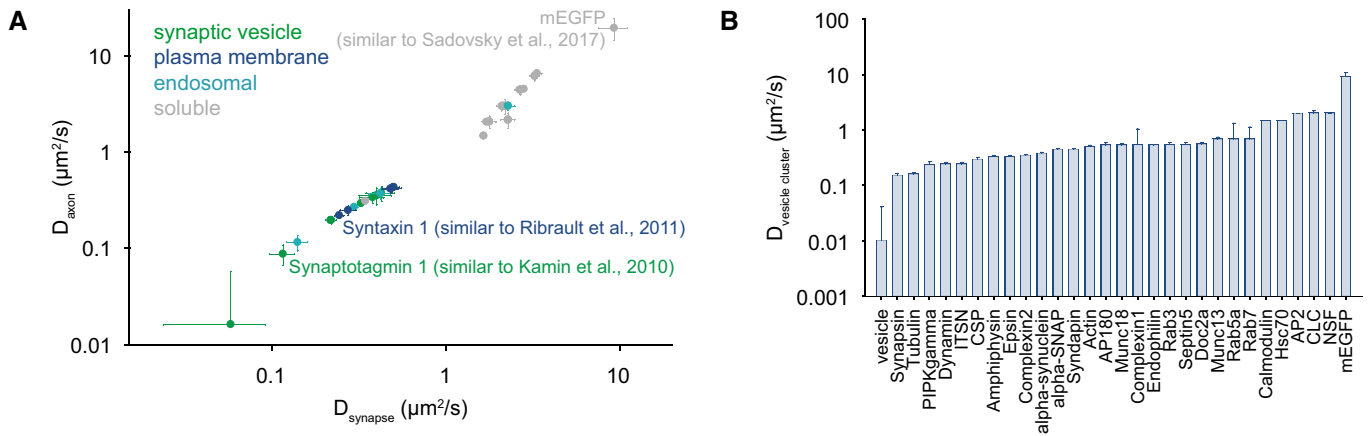 A
synaptic vesicle
plasma membrane
endosomal
soluble
mEGFP
(similar to Sadovsky et al., 2017)
Syntaxin 1 (similar to Ribrault et al., 2011)
Synaptotagmin 1 (similar to Kamin et al., 2010)
D_axon (µm²/s)
10
1
0.1
0.01
0.1
1
10
D_synapse (µm²/s)
B
D_vesicle cluster (µm²/s)
100
10
1
0.1
0.01
0.001
vesicle
Synapsin
Tubulin
PIPKgamma
Dynamin
ITSN
CSP
Amphiphysin
Epsin
Complexin2
alpha-synuclein
alpha-SNAP
Syndapin
Actin
AP180
Munc18
Complexin1
Endophilin
Rab3
Septin5
Doc2a
Munc13
Rab5a
Rab7
Calmodulin
Hsc70
AP2
CLC
NSF
mEGFP